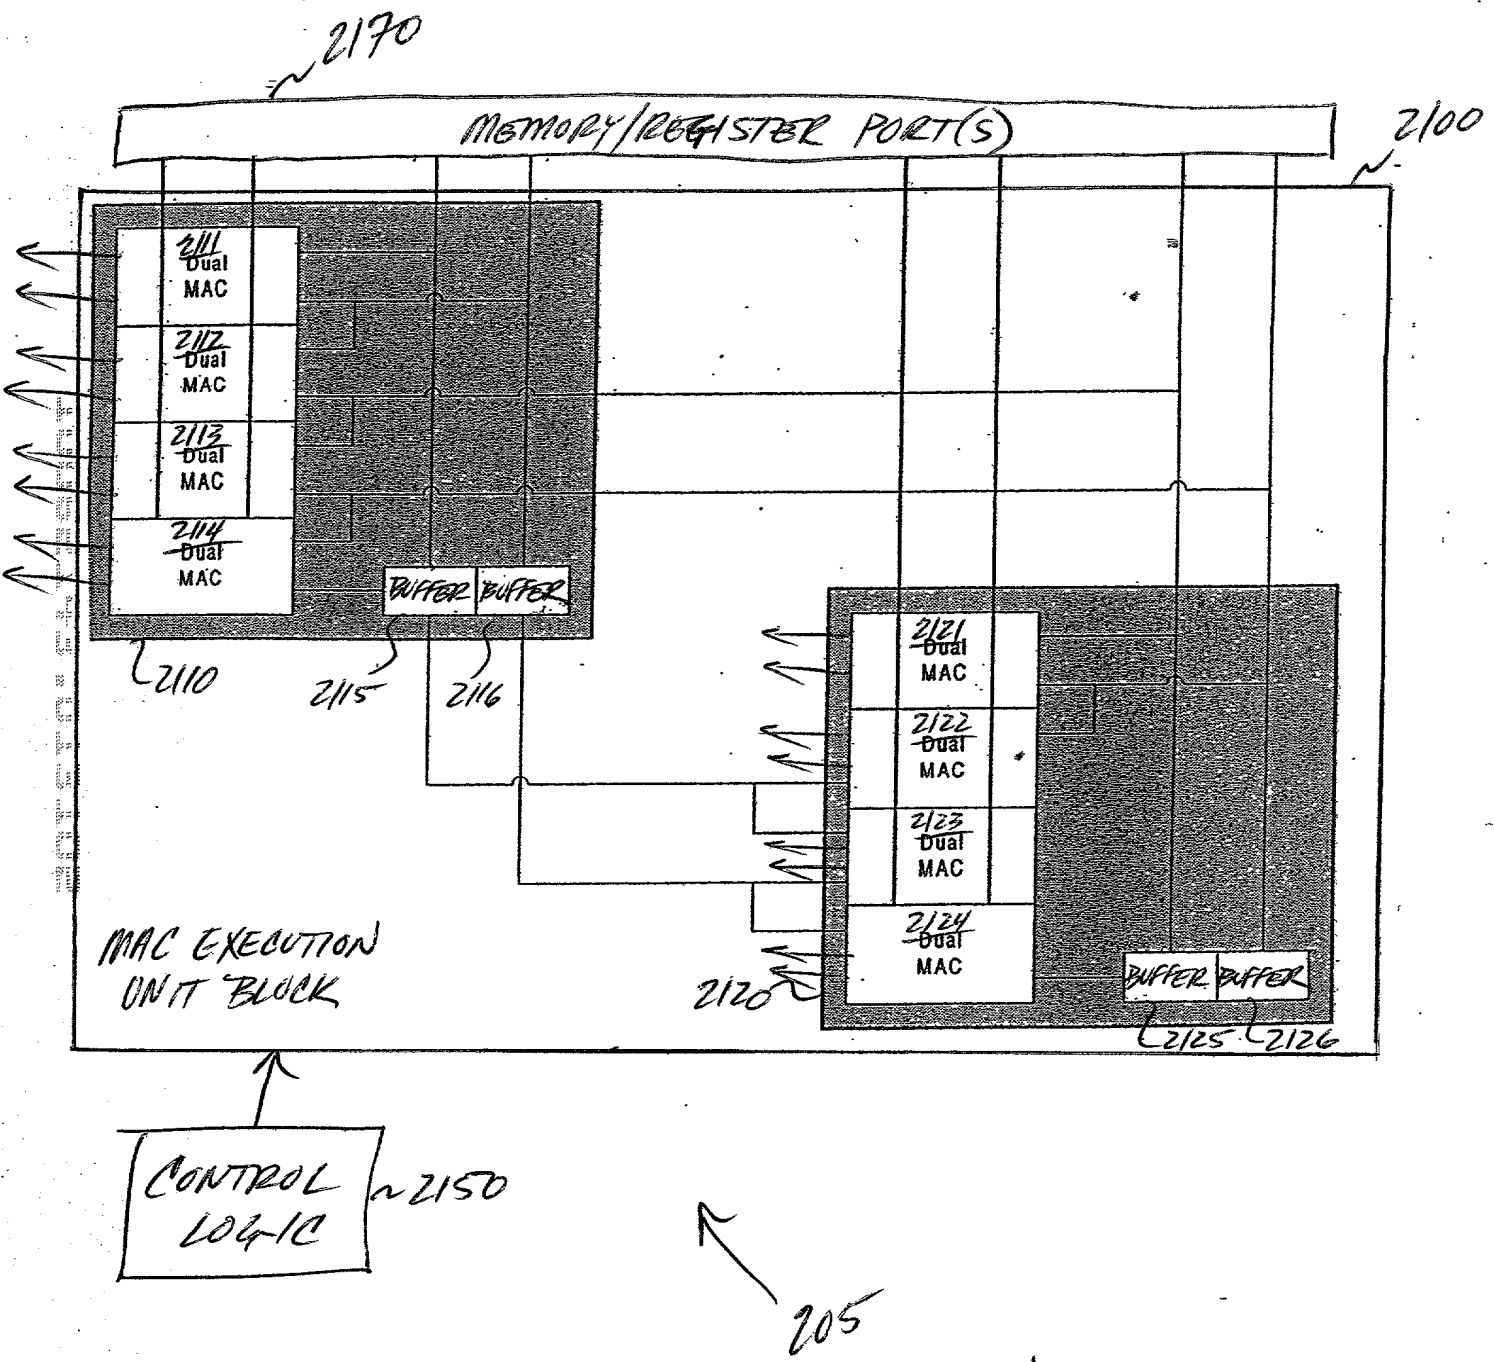 2170
MEMORY/REGISTER PORT(S)
2100
2111
Dual
MAC
2112
Dual
MAC
2113
Dual
MAC
2114
Dual
MAC
BUFFER BUFFER
2110
2115
2116
2121
Dual
MAC
2122
Dual
MAC
2123
Dual
MAC
2124
Dual
MAC
BUFFER BUFFER
2120
2125
2126
MAC EXECUTION
UNIT BLOCK
CONTROL
LOGIC
2150
205